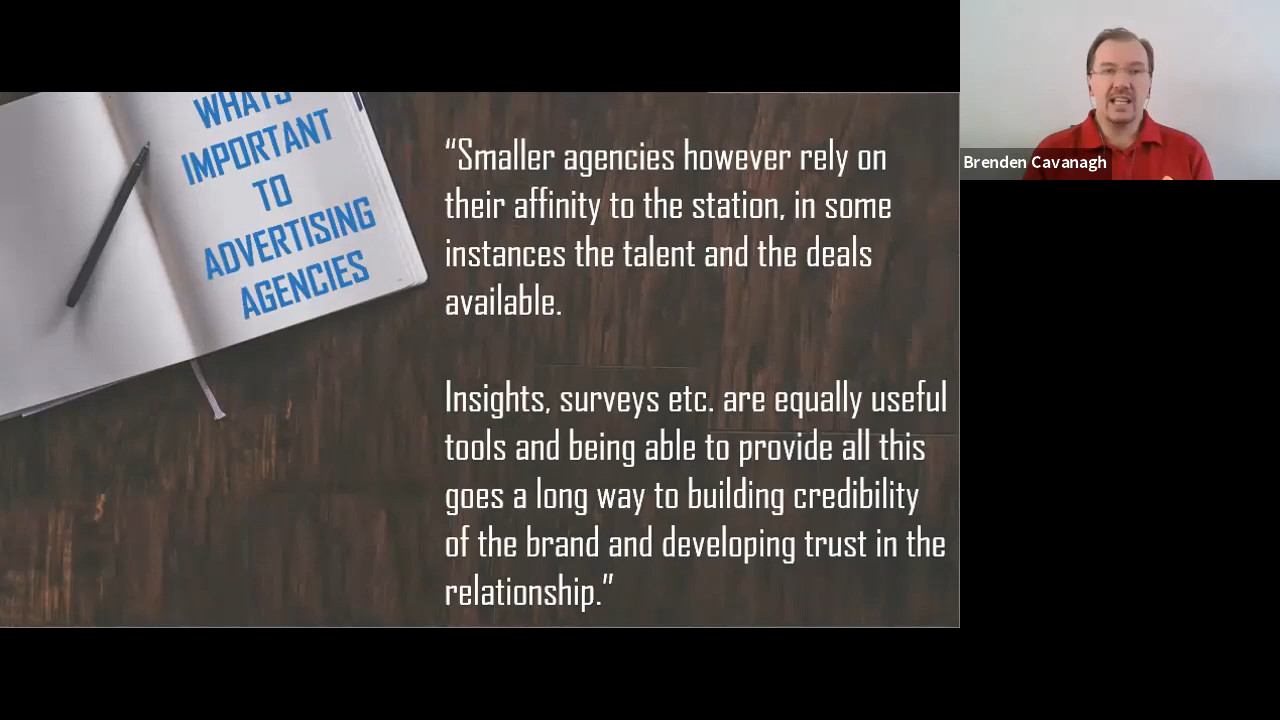 WHAT'S
IMPORTANT
TO
ADVERTISING
AGENCIES
“Smaller agencies however rely on
their affinity to the station, in some
instances the talent and the deals
available.
Insights, surveys etc. are equally useful
tools and being able to provide all this
goes a long way to building credibility
of the brand and developing trust in the
relationship.”
Brenden Cavanagh